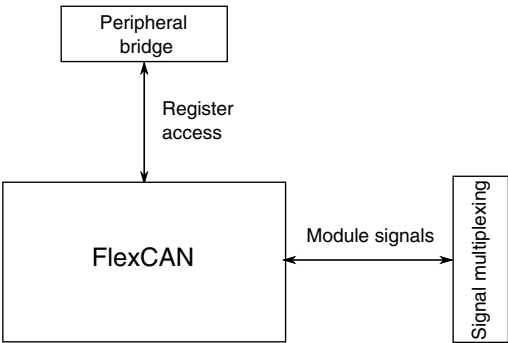 Peripheral
bridge
Register
access
FlexCAN
Module signals
Signal multiplexing